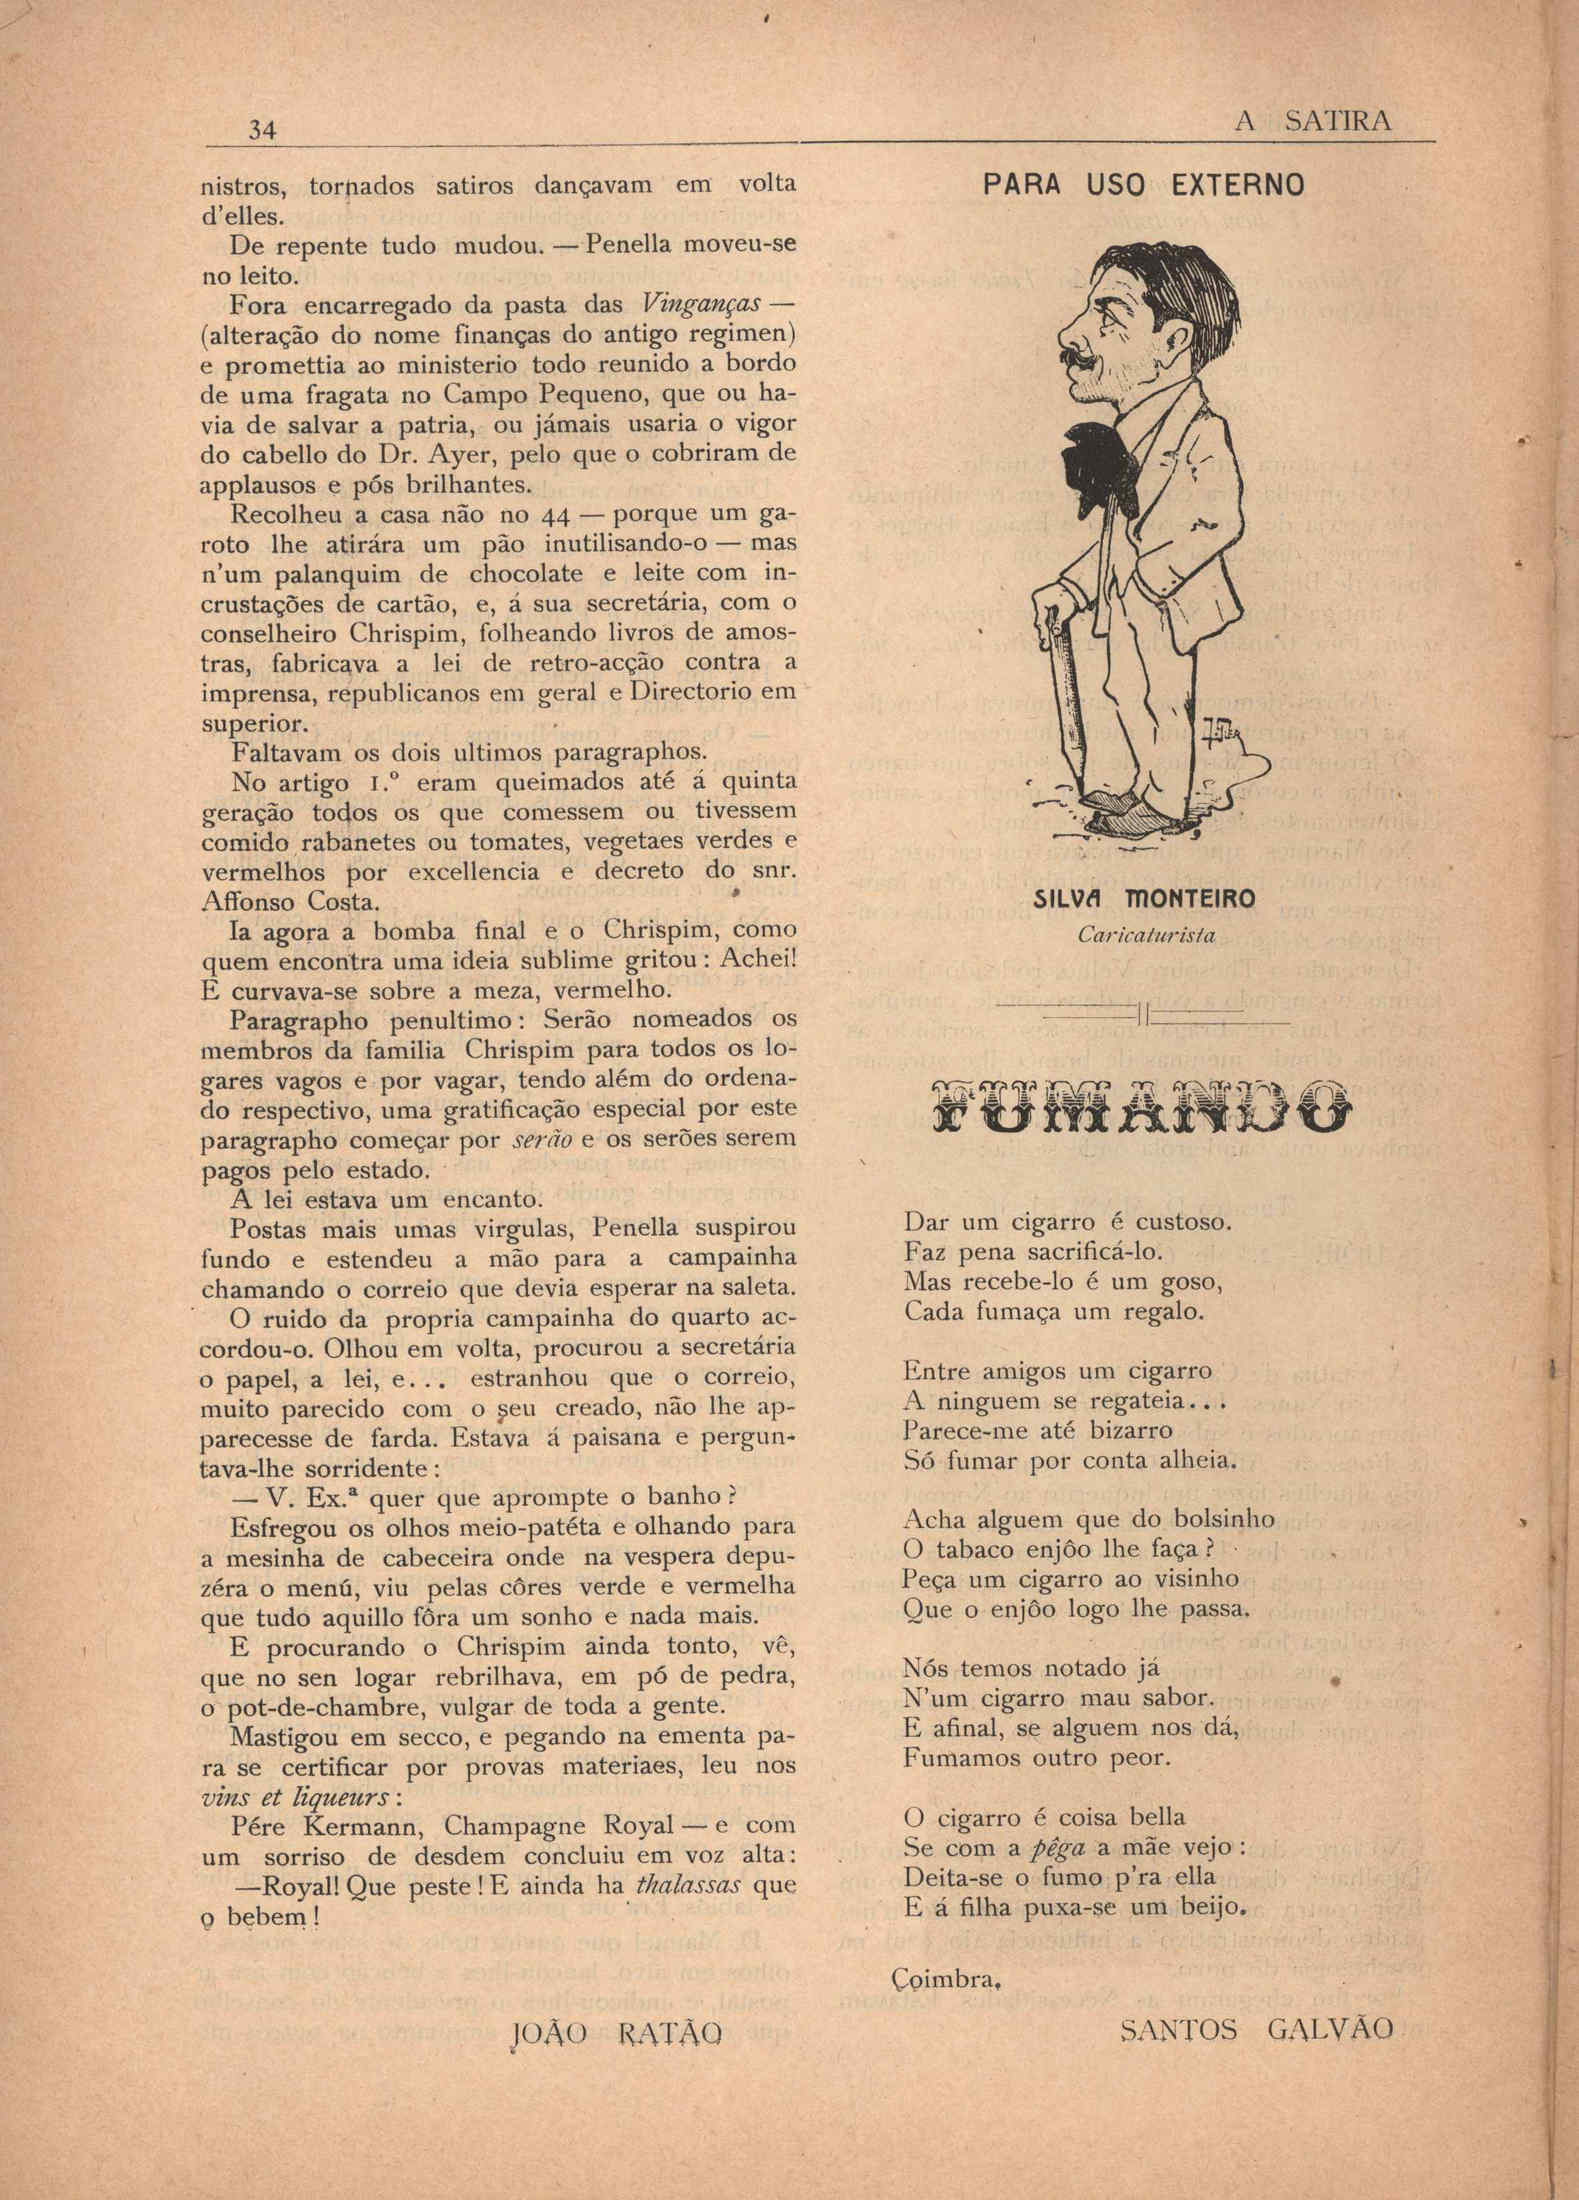 34
A SATIRA
nistros, tornados satiros dançavam em volta
d'elles.
De repente tudo mudou. — Penella moveu-se
no leito.
Fora encarregado da pasta das Vinganças —
(alteração do nome finanças do antigo regimen)
e promettia ao ministerio todo reunido a bordo
de uma fragata no Campo Pequeno, que ou ha-
via de salvar a patria, ou jámais usaria o vigor
do cabello do Dr. Ayer, pelo que o cobriram de
applausos e pós brilhantes.
Recolheu a casa não no 44 — porque um ga-
roto lhe atirára um pão inutilisando-o — mas
n'um palanquim de chocolate e leite com in-
crustações de cartão, e, á sua secretária, com o
conselheiro Chrispim, folheando livros de amos-
tras, fabricava a lei de retro-acção contra a
imprensa, republicanos em geral e Directorio em
superior.
Faltavam os dois ultimos paragraphos.
No artigo 1.º eram queimados até á quinta
geração todos os que comessem ou tivessem
comido rabanetes ou tomates, vegetaes verdes e
vermelhos por excellencia e decreto do snr.
Affonso Costa.
Ia agora a bomba final e o Chrispim, como
quem encontra uma ideia sublime gritou: Achei!
E curvava-se sobre a meza, vermelho.
Paragrapho penultimo: Serão nomeados os
membros da familia Chrispim para todos os lo-
gares vagos e por vagar, tendo além do ordena-
do respectivo, uma gratificação especial por este
paragrapho começar por serão e os serões serem
pagos pelo estado.
A lei estava um encanto.
Postas mais umas virgulas, Penella suspirou
fundo e estendeu a mão para a campainha
chamando o correio que devia esperar na saleta.
O ruido da propria campainha do quarto ac-
cordou-o. Olhou em volta, procurou a secretária
o papel, a lei, e... estranhou que o correio,
muito parecido com o seu creado, não lhe ap-
parecesse de farda. Estava á paisana e pergun-
tava-lhe sorridente:
— V. Ex.ª quer que aprompte o banho?
Esfregou os olhos meio-patéta e olhando para
a mesinha de cabeceira onde na vespera depu-
zéra o menú, viu pelas côres verde e vermelha
que tudo aquillo fôra um sonho e nada mais.
E procurando o Chrispim ainda tonto, vê,
que no sen logar rebrilhava, em pó de pedra,
o pot-de-chambre, vulgar de toda a gente.
Mastigou em secco, e pegando na ementa pa-
ra se certificar por provas materiaes, leu nos
vins et liqueurs:
Pére Kermann, Champagne Royal — e com
um sorriso de desdem concluiu em voz alta:
—Royal! Que peste! E ainda ha thalassas que
o bebem!
JOÃO RATÃO
PARA USO EXTERNO
SILVA MONTEIRO
Caricaturista
FUMANDO
Dar um cigarro é custoso.
Faz pena sacrificá-lo.
Mas recebe-lo é um goso,
Cada fumaça um regalo.
Entre amigos um cigarro
A ninguem se regateia...
Parece-me até bizarro
Só fumar por conta alheia.
Acha alguem que do bolsinho
O tabaco enjôo lhe faça?
Peça um cigarro ao visinho
Que o enjôo logo lhe passa.
Nós temos notado já
N'um cigarro mau sabor.
E afinal, se alguem nos dá,
Fumamos outro peor.
O cigarro é coisa bella
Se com a pêga a mãe vejo:
Deita-se o fumo p'ra ella
E á filha puxa-se um beijo.
Coimbra.
SANTOS GALVÃO